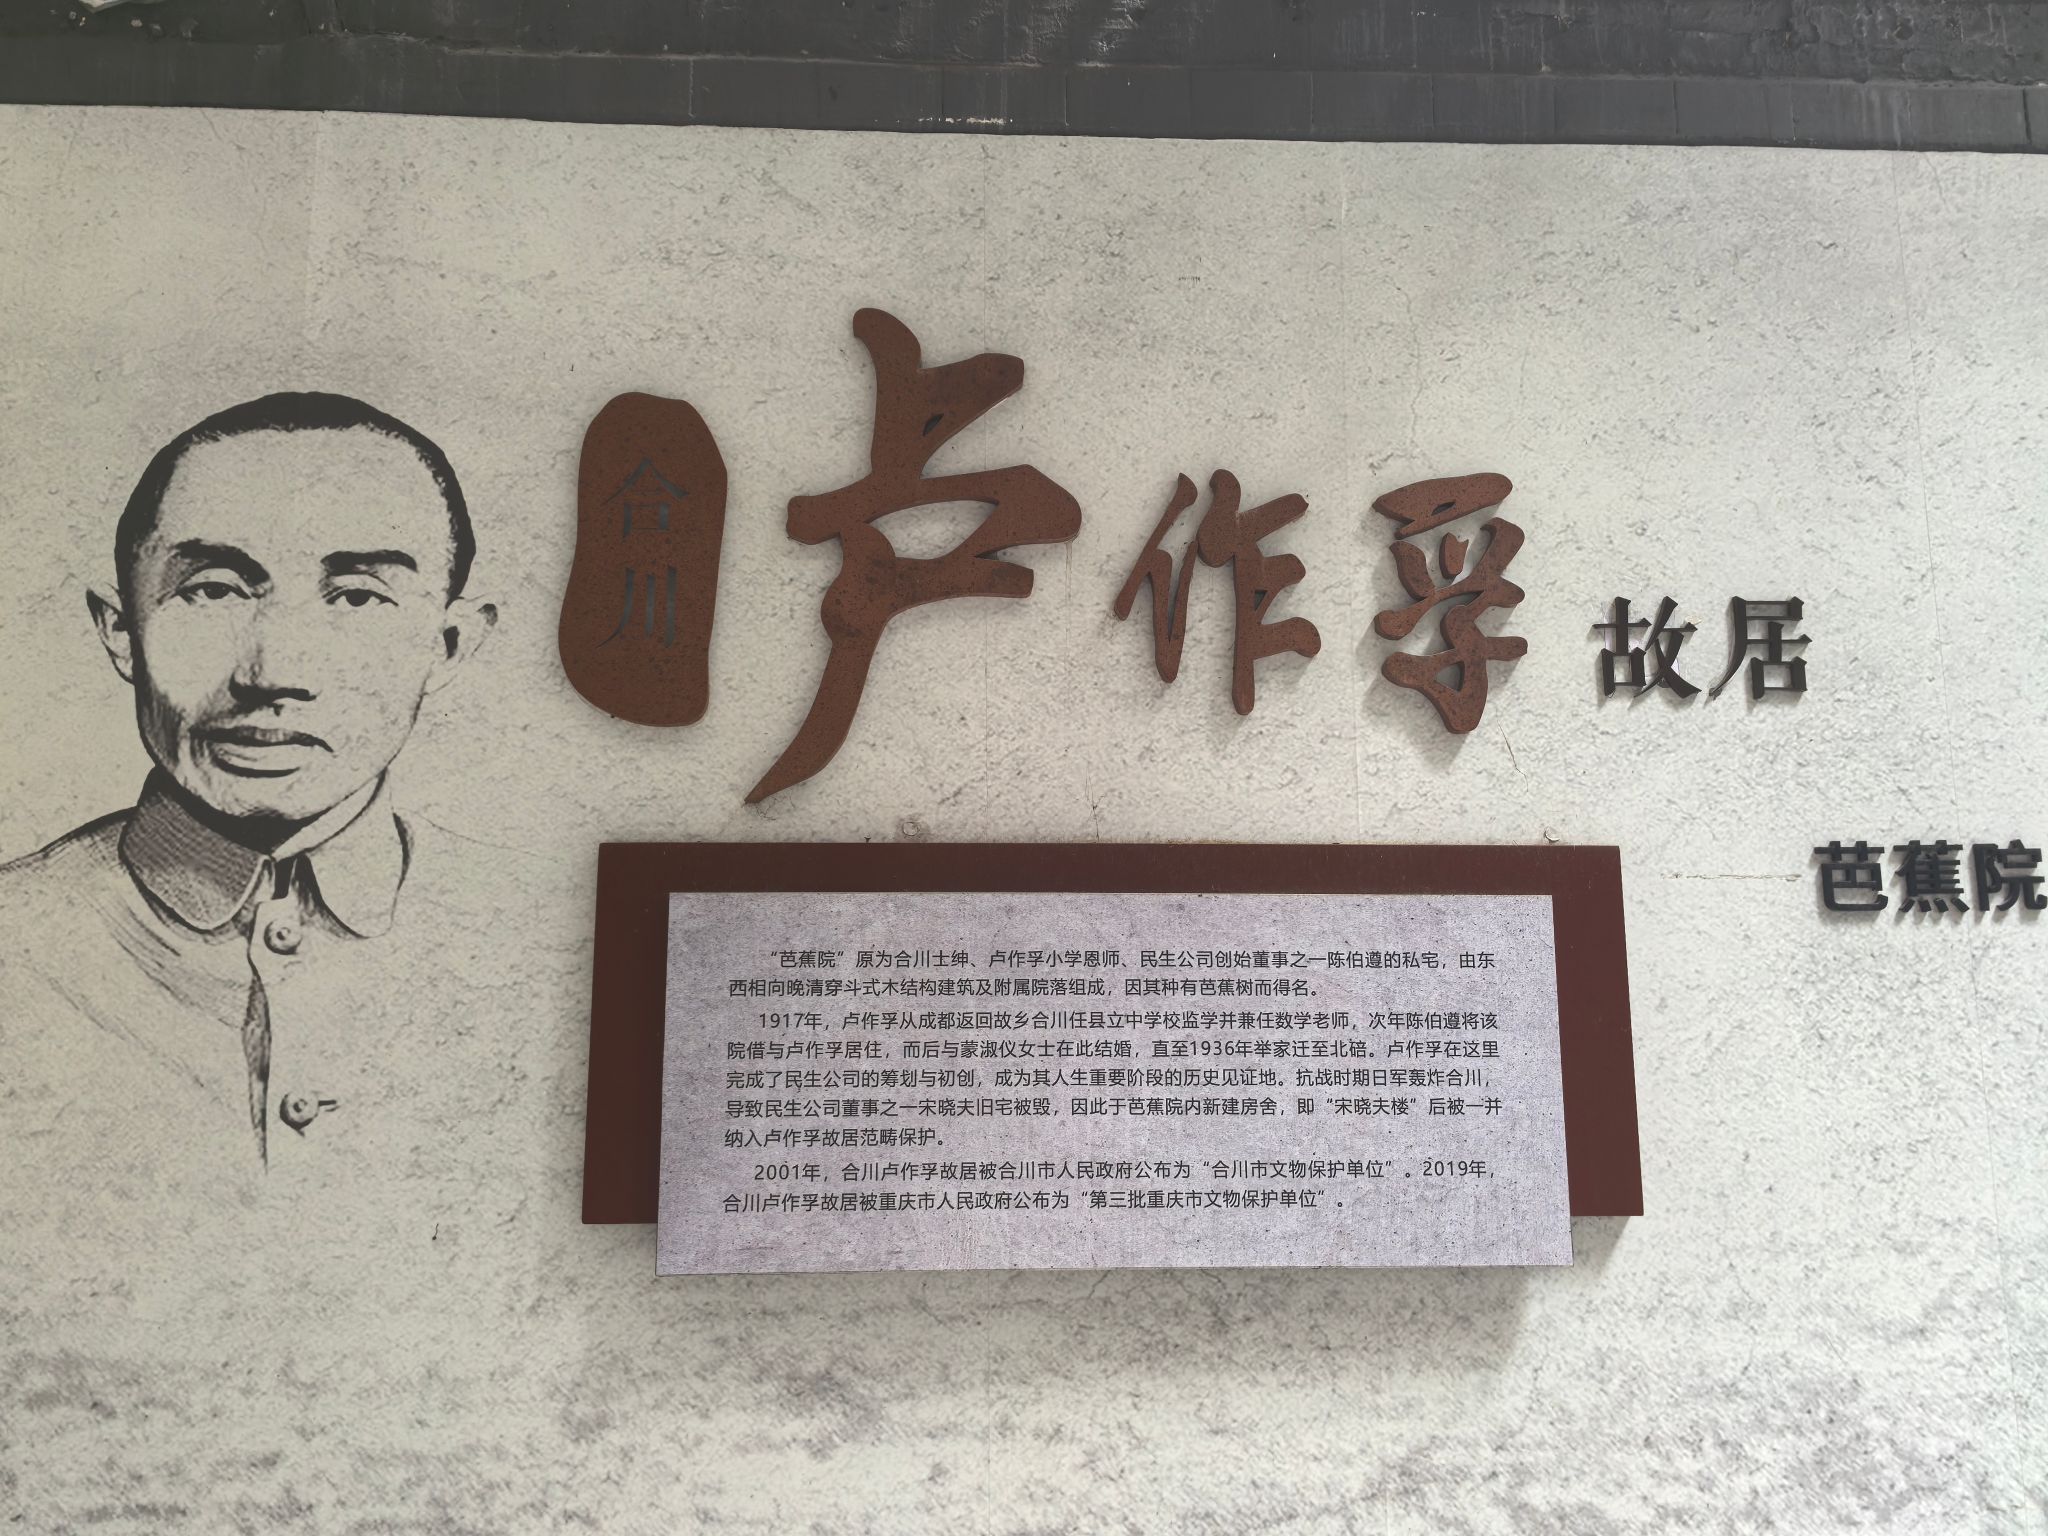 合川
卢作孚
故居
芭蕉院
“芭蕉院”原为合川士绅、卢作孚小学恩师、民生公司创始董事之一陈伯遵的私宅，由东
西相向晚清穿斗式木结构建筑及附属院落组成，因其种有芭蕉树而得名。
1917年，卢作孚从成都返回故乡合川任县立中学校监学并兼任数学老师，次年陈伯遵将该
院借与卢作孚居住，而后与蒙淑仪女士在此结婚，直至1936年举家迁至北碚。卢作孚在这里
完成了民生公司的筹划与初创，成为其人生重要阶段的历史见证地。抗战时期日军轰炸合川，
导致民生公司董事之一宋晓夫旧宅被毁，因此于芭蕉院内新建房舍，即“宋晓夫楼”后被一并
纳入卢作孚故居范畴保护。
2001年，合川卢作孚故居被合川市人民政府公布为“合川市文物保护单位”。2019年，
合川卢作孚故居被重庆市人民政府公布为“第三批重庆市文物保护单位”。